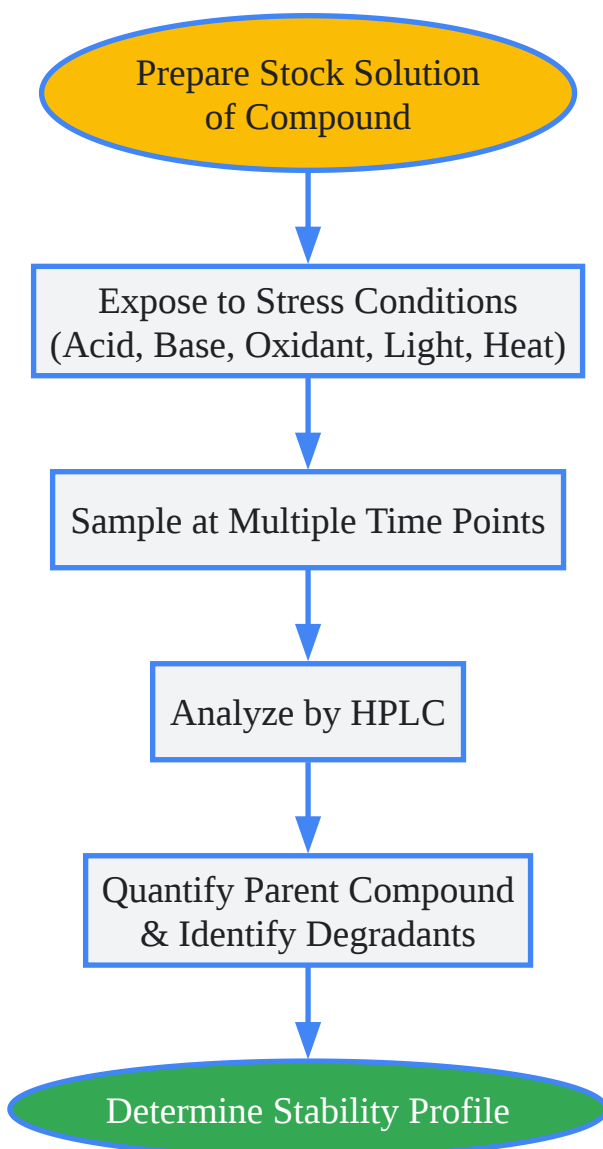 Prepare Stock Solution
of Compound
Expose to Stress Conditions
(Acid, Base, Oxidant, Light, Heat)
Sample at Multiple Time Points
Analyze by HPLC
Quantify Parent Compound
& Identify Degradants
Determine Stability Profile